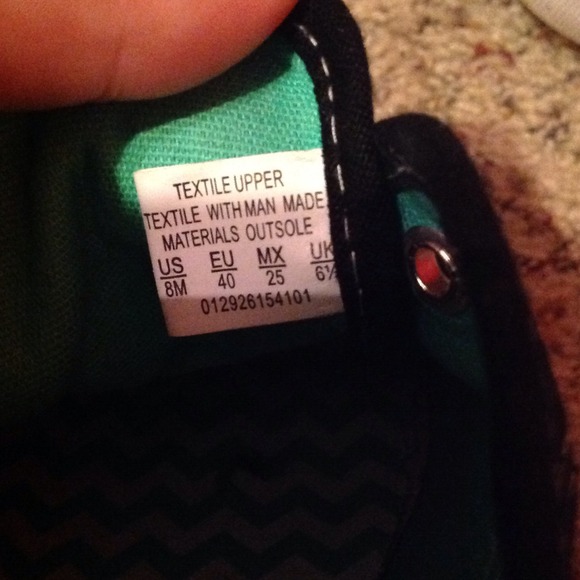 TEXTILE UPPER
TEXTILE WITH MAN MADE
MATERIALS OUTSOLE
US EU MX UK
8M 40 25 6½
012926154101